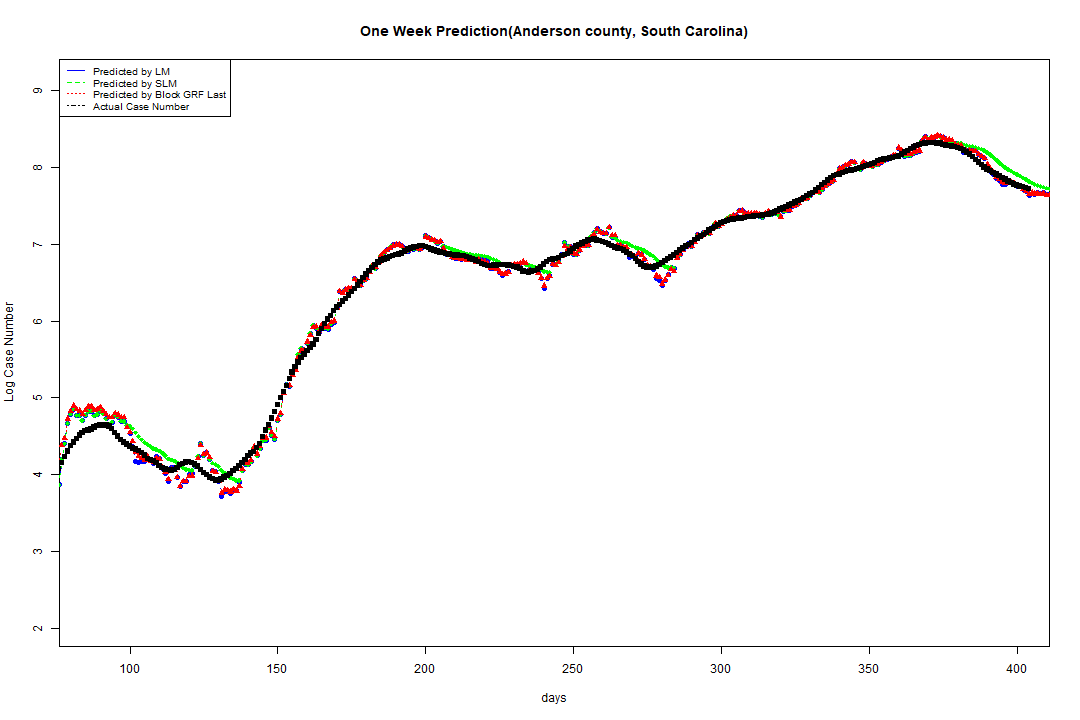 One Week Prediction(Anderson county, South Carolina)
Predicted by LM
Predicted by SLM
Predicted by Block GRF Last
Actual Case Number
9
8
7
6
5
4
3
2
Log Case Number
100 150 200 250 300 350 400
days